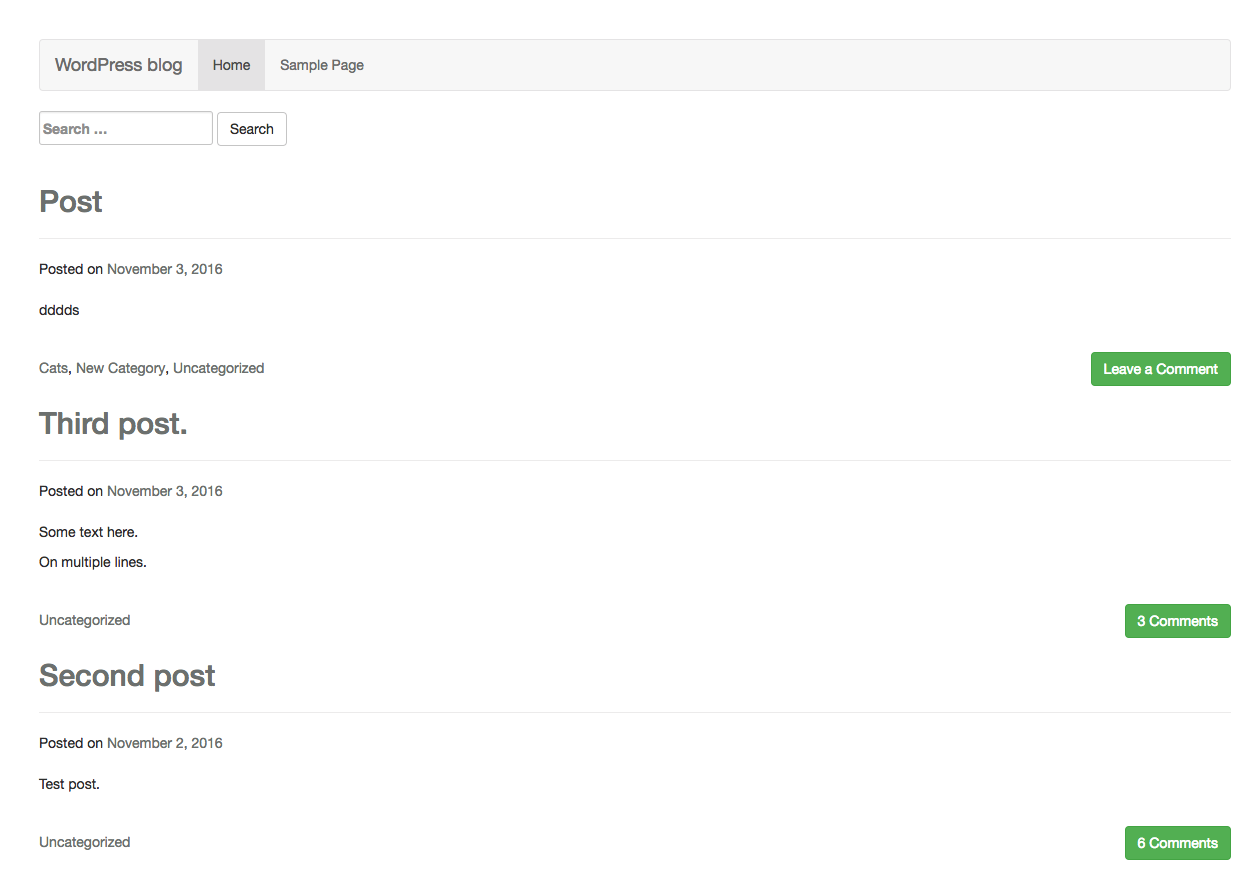 WordPress blog Home Sample Page
Search ... Search
Post
Posted on November 3, 2016
dddds
Cats, New Category, Uncategorized Leave a Comment
Third post.
Posted on November 3, 2016
Some text here.
On multiple lines.
Uncategorized 3 Comments
Second post
Posted on November 2, 2016
Test post.
Uncategorized 6 Comments